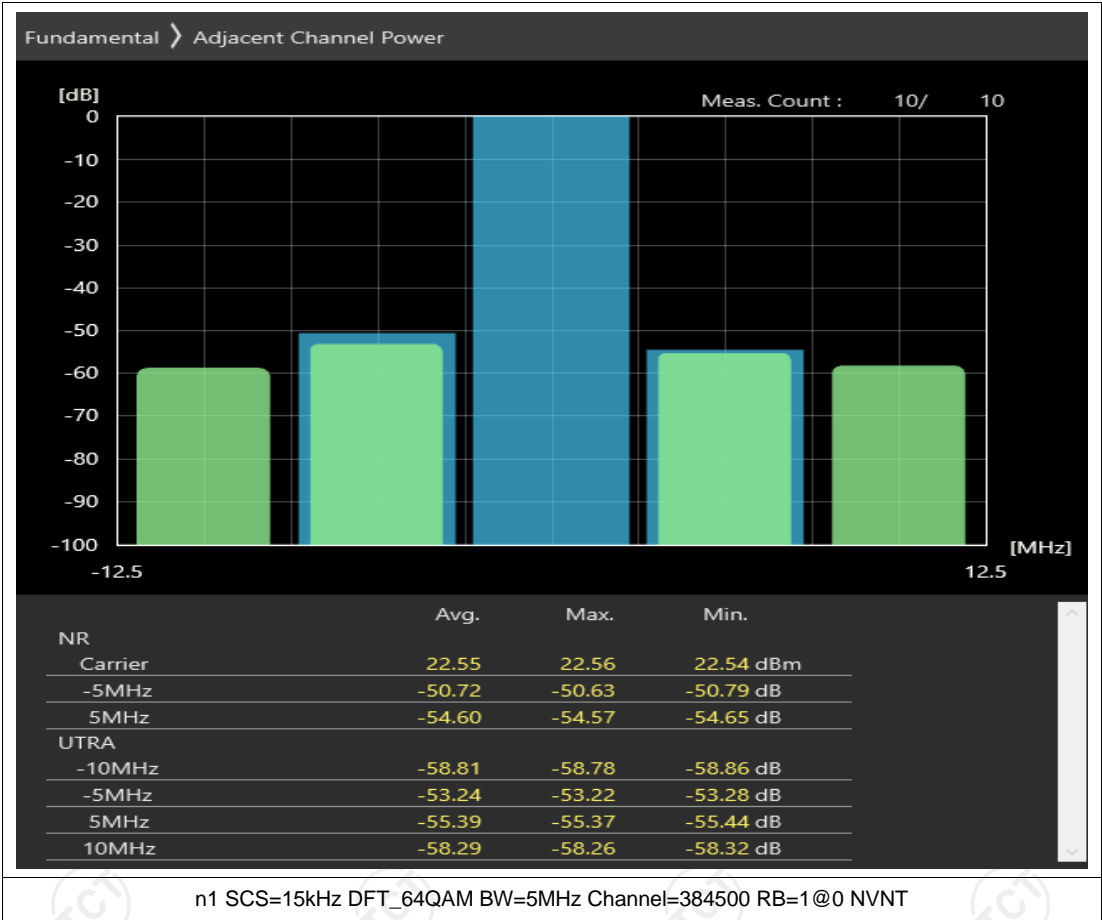 Fundamental ❯ Adjacent Channel Power
[dB]
Meas. Count : 10/ 10
0
-10
-20
-30
-40
-50
-60
-70
-80
-90
-100
[MHz]
-12.5 12.5
Avg. Max. Min.
NR
Carrier 22.55 22.56 22.54 dBm
-5MHz -50.72 -50.63 -50.79 dB
5MHz -54.60 -54.57 -54.65 dB
UTRA
-10MHz -58.81 -58.78 -58.86 dB
-5MHz -53.24 -53.22 -53.28 dB
5MHz -55.39 -55.37 -55.44 dB
10MHz -58.29 -58.26 -58.32 dB
n1 SCS=15kHz DFT_64QAM BW=5MHz Channel=384500 RB=1@0 NVNT
TCT TCT TCT TCT